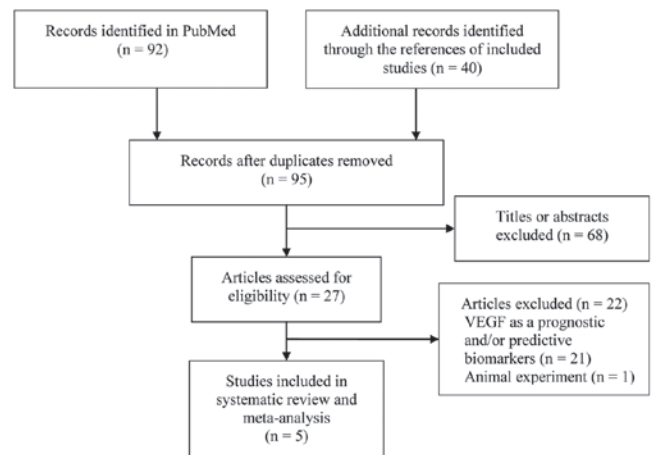 Records identified in PubMed
(n = 92)
Additional records identified
through the references of included
studies (n = 40)
Records after duplicates removed
(n = 95)
Titles or abstracts
excluded (n = 68)
Articles assessed for
eligibility (n = 27)
Articles excluded (n = 22)
VEGF as a prognostic
and/or predictive
biomarkers (n = 21)
Animal experiment (n = 1)
Studies included in
systematic review and
meta-analysis
(n = 5)